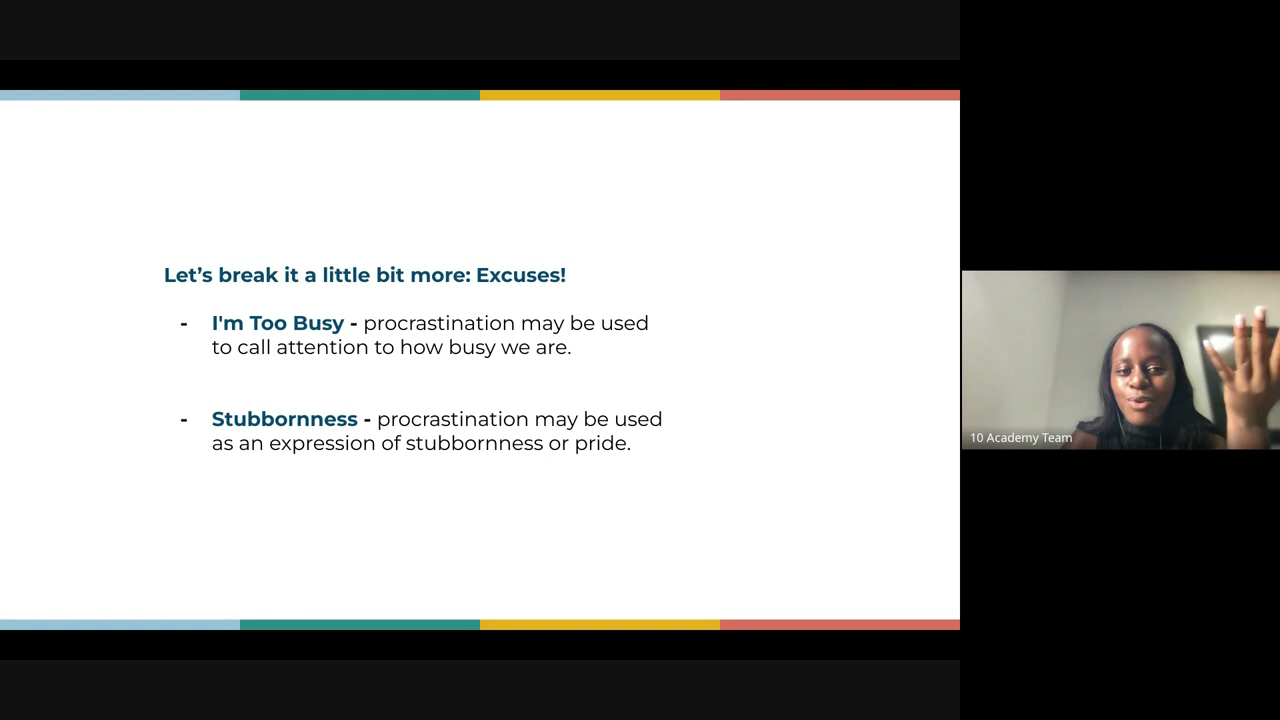 Let’s break it a little bit more: Excuses!
- I'm Too Busy - procrastination may be used
to call attention to how busy we are.
- Stubbornness - procrastination may be used
as an expression of stubbornness or pride.
10 Academy Team